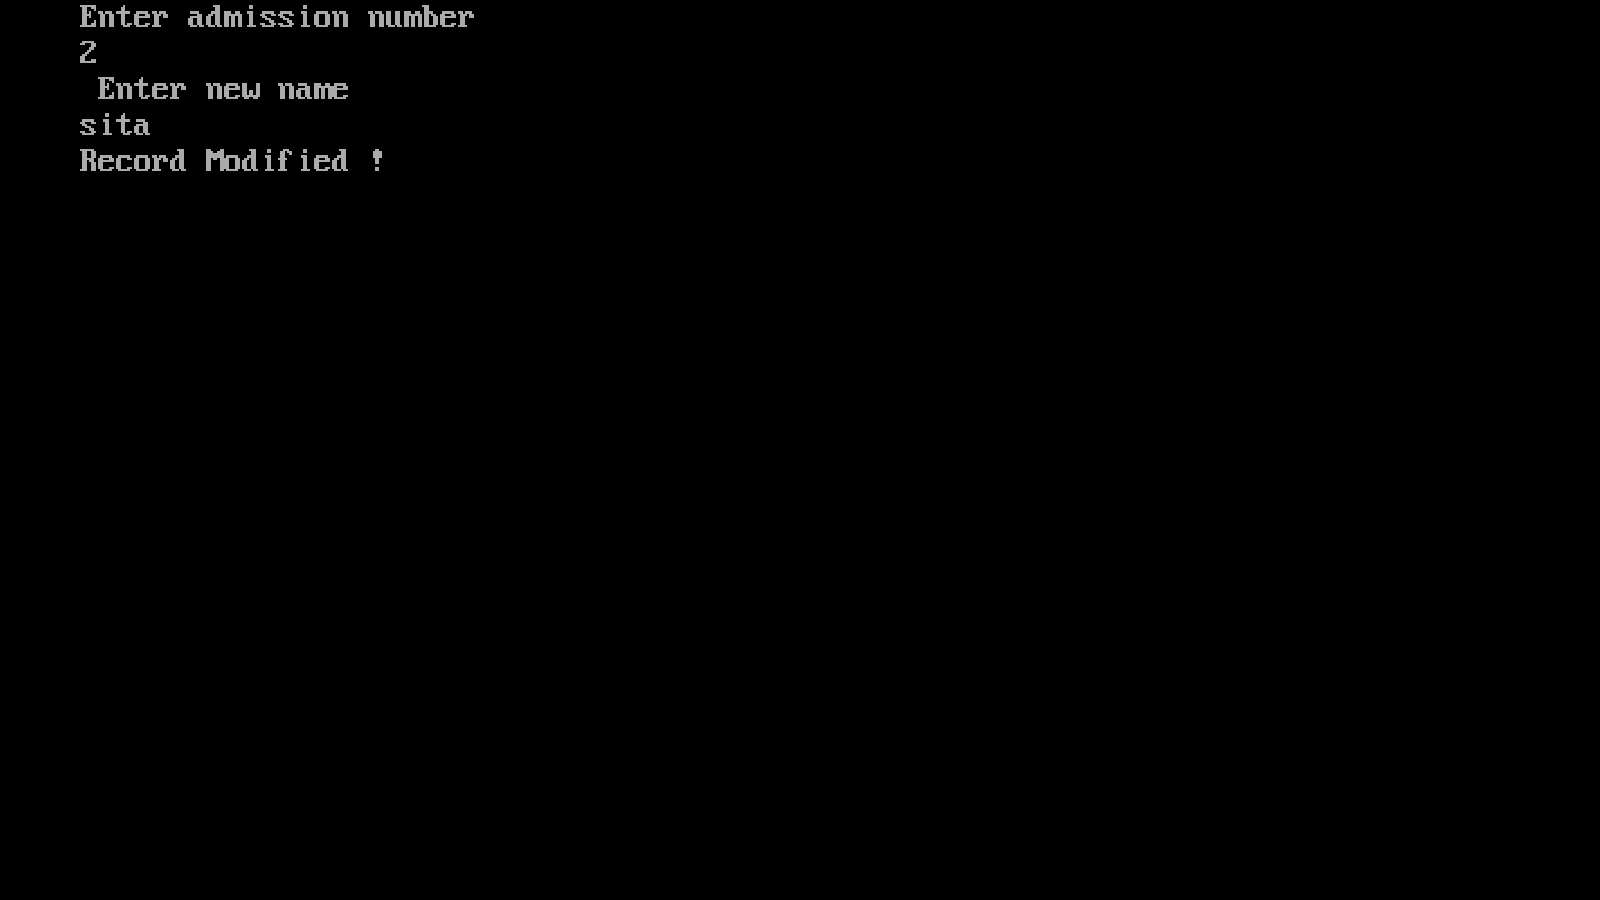 Enter admission number
2
 Enter new name
sita
Record Modified !